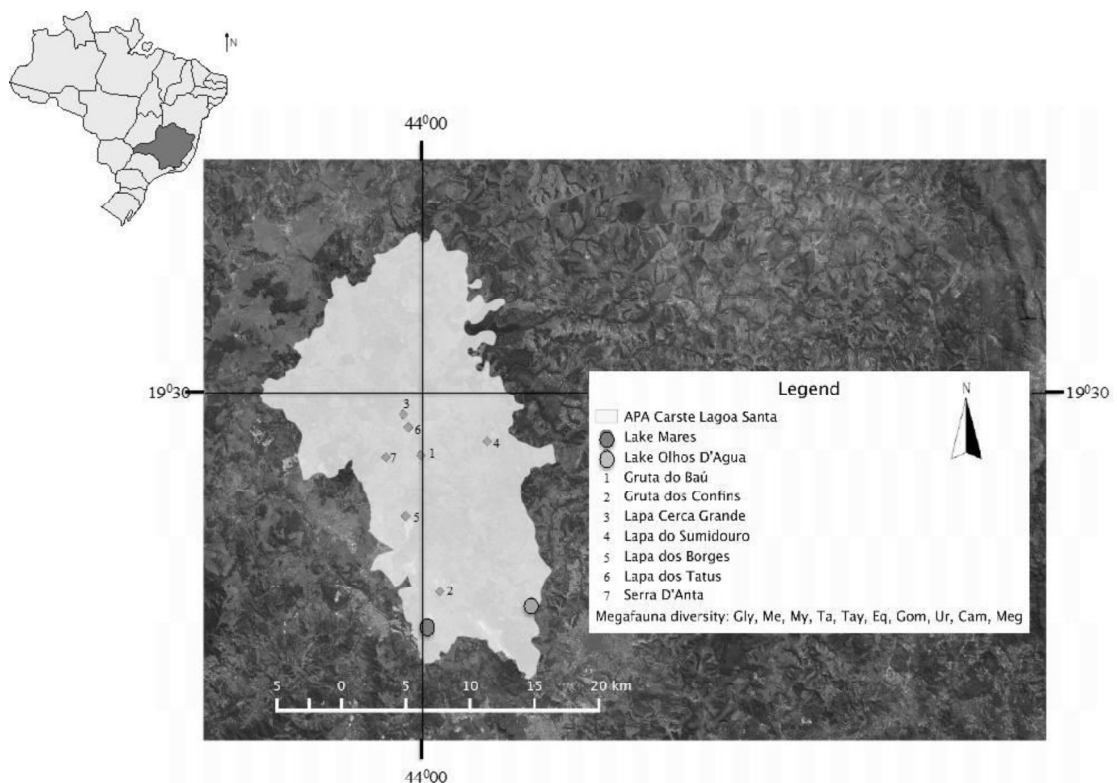 N
44⁰00
19⁰30
19⁰30
3
6
4
7
1
5
2
Legend
N
APA Carste Lagoa Santa
Lake Mares
Lake Olhos D'Agua
1 Gruta do Baú
2 Gruta dos Confins
3 Lapa Cerca Grande
4 Lapa do Sumidouro
5 Lapa dos Borges
6 Lapa dos Tatus
7 Serra D'Anta
Megafauna diversity: Gly, Me, My, Ta, Tay, Eq, Gom, Ur, Cam, Meg
5 0 5 10 15 20 km
44⁰00